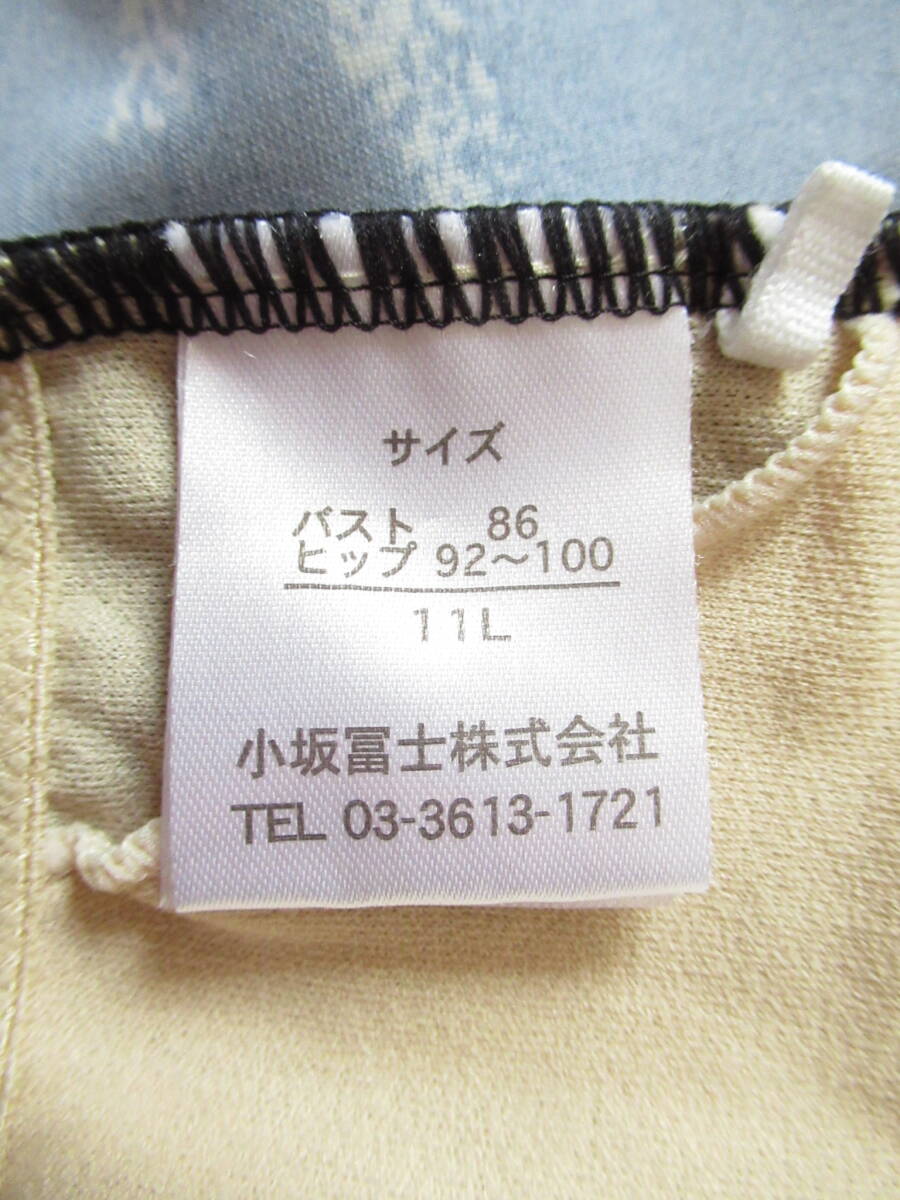 サイズ
バスト 86
ヒップ 92～100
11L
小坂冨士株式会社
TEL 03-3613-1721